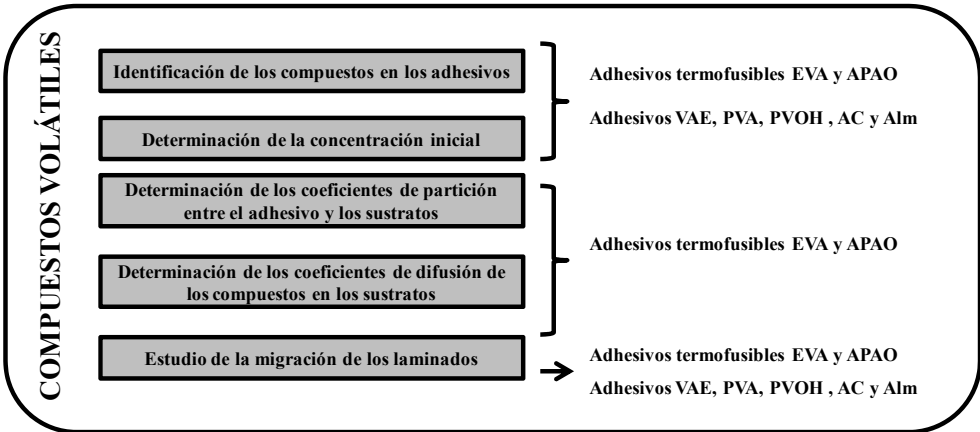 COMPUESTOS VOLÁTILES
Identificación de los compuestos en los adhesivos
Determinación de la concentración inicial
Adhesivos termofusibles EVA y APAO
Adhesivos VAE, PVA, PVOH , AC y Alm
Determinación de los coeficientes de partición
entre el adhesivo y los sustratos
Determinación de los coeficientes de difusión de
los compuestos en los sustratos
Adhesivos termofusibles EVA y APAO
Estudio de la migración de los laminados
Adhesivos termofusibles EVA y APAO
Adhesivos VAE, PVA, PVOH , AC y Alm